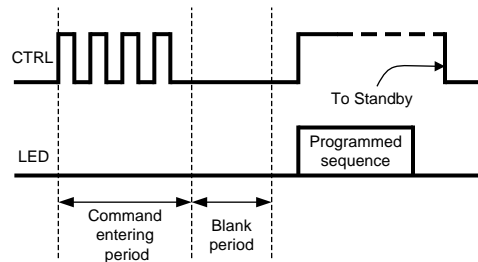 CTRL
To Standby
LED
Programmed
sequence
Command
entering
period
Blank
period